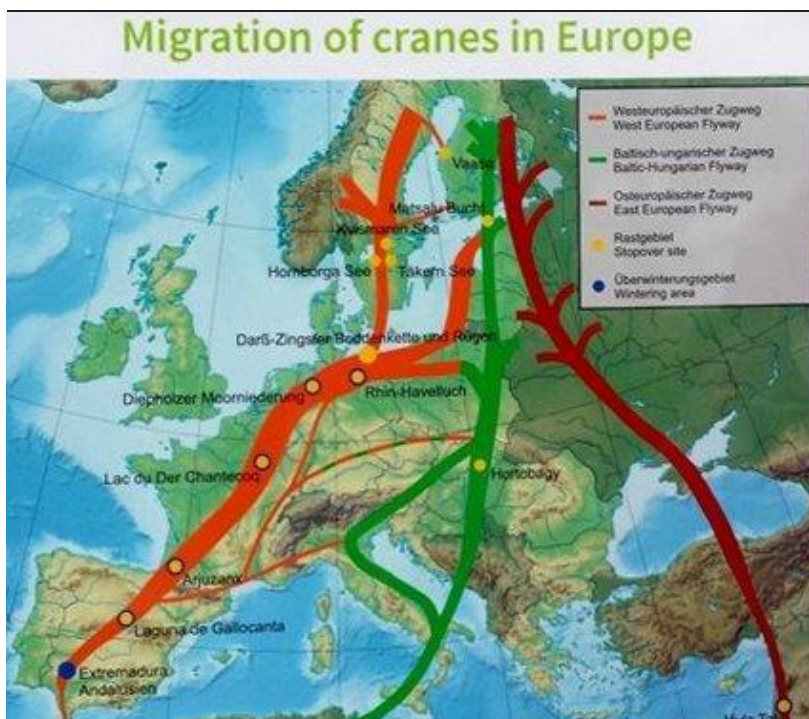 Migration of cranes in Europe
Westeuropäischer Zugweg
West European Flyway
Baltisch-ungarischer Zugweg
Baltic-Hungarian Flyway
Osteuropäischer Zugweg
East European Flyway
Rastgebiet
Stopover site
Überwinterungsgebiet
Wintering area
Vaasa
Matsalu Bucht
Kvismaren See
Hornborga See
Takern See
Darß-Zingster Boddenkette und Rügen
Diepholzer Moorniederung
Rhin-Havelluch
Lac du Der Chantecoq
Hortobagy
Arjuzanx
Laguna de Gallocanta
Extremadura
Andalusien